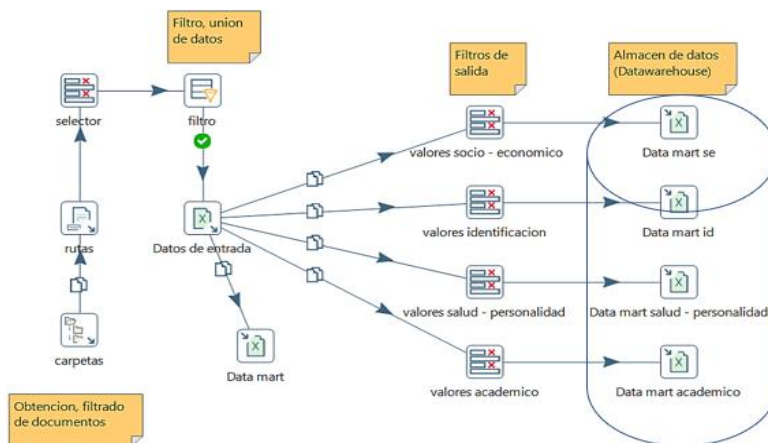 Filtro, union
de datos
Filtros de
salida
Almacen de datos
(Datawarehouse)
selector
filtro
valores socio - economico
Data mart se
rutas
Datos de entrada
valores identificacion
Data mart id
carpetas
Data mart
valores salud - personalidad
Data mart salud - personalidad
valores academico
Data mart academico
Obtencion, filtrado
de documentos